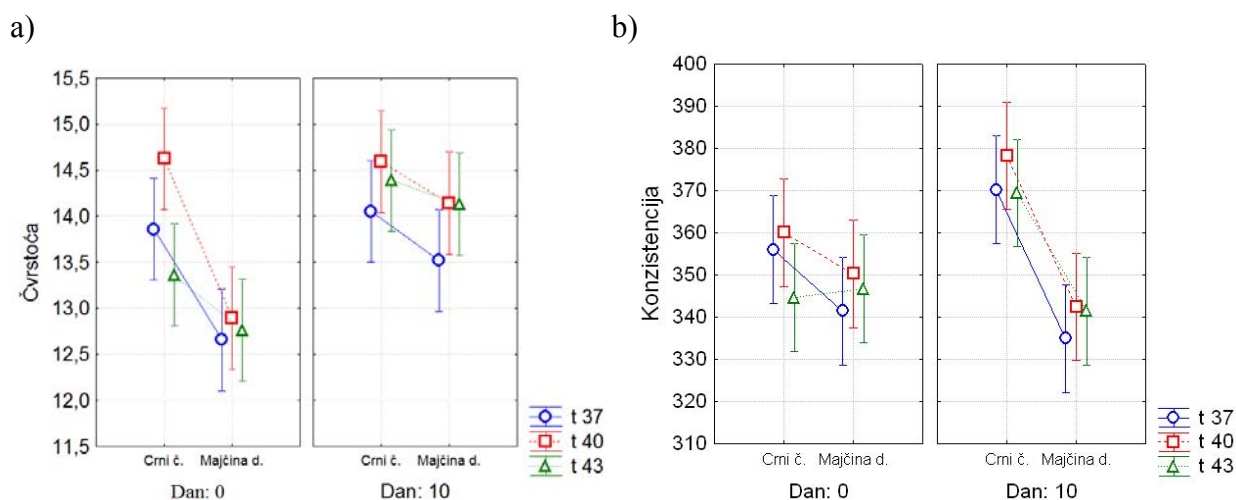 a)
b)
Čvrstoća
15,5
15,0
14,5
14,0
13,5
13,0
12,5
12,0
11,5
Crni č. Majčina d.
Dan: 0
Crni č. Majčina d.
Dan: 10
t 37
t 40
t 43
Konzistencija
400
390
380
370
360
350
340
330
320
310
Crni č. Majčina d.
Dan: 0
Crni č. Majčina d.
Dan: 10
t 37
t 40
t 43